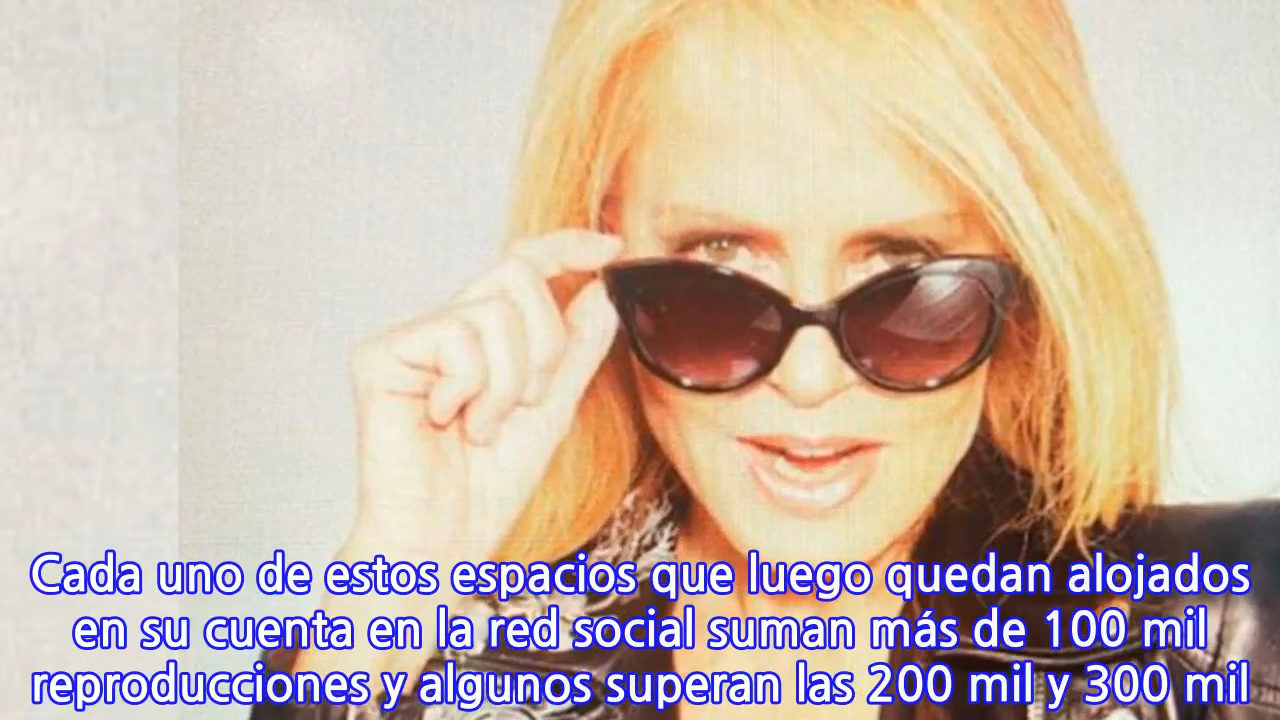 Cada uno de estos espacios que luego quedan alojados
en su cuenta en la red social suman más de 100 mil
reproducciones y algunos superan las 200 mil y 300 mil